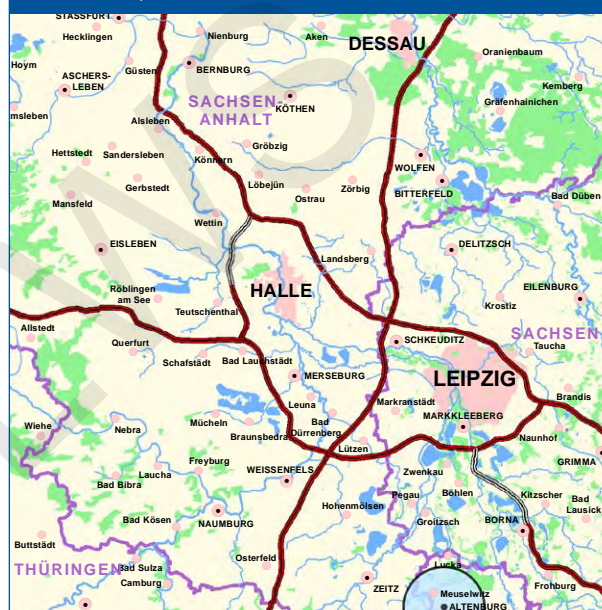 STASSFURT
Hecklingen
Nienburg
Aken
DESSAU
Oranienbaum
Hoym
Güsten
BERNBURG
ASCHERS-
LEBEN
Kemberg
SACHSEN-
ANHALT
KÖTHEN
Gräfenhainichen
msleben
Alsleben
Hettstedt
Sandersleben
Könnern
Gröbzig
WOLFEN
Gerbstedt
Löbejün
Ostrau
Zörbig
BITTERFELD
Bad Düben
Mansfeld
Wettin
EISLEBEN
Landsberg
DELITZSCH
Röblingen
am See
HALLE
EILENBURG
Teutschenthal
Krostiz
Allstedt
SACHSEN
Querfurt
Schafstädt
Bad Lauchstädt
SCHKEUDITZ
Taucha
MERSEBURG
LEIPZIG
Leuna
Markranstädt
Brandis
Wiehe
Nebra
Mücheln
Braunsbedra
Bad
Dürrenberg
MARKKLEEBERG
Lützen
Naunhof
Laucha
Freyburg
WEISSENFELS
Zwenkau
GRIMMA
Bad Bibra
Pegau
Böhlen
Kitzscher
Bad
Lausick
Hohenmölsen
Bad Kösen
NAUMBURG
Groitzsch
BORNA
Buttstädt
Osterfeld
THÜRINGEN
Bad Sulza
Camburg
Lucka
ZEITZ
Frohburg
Meuselwitz
ALTENBURG